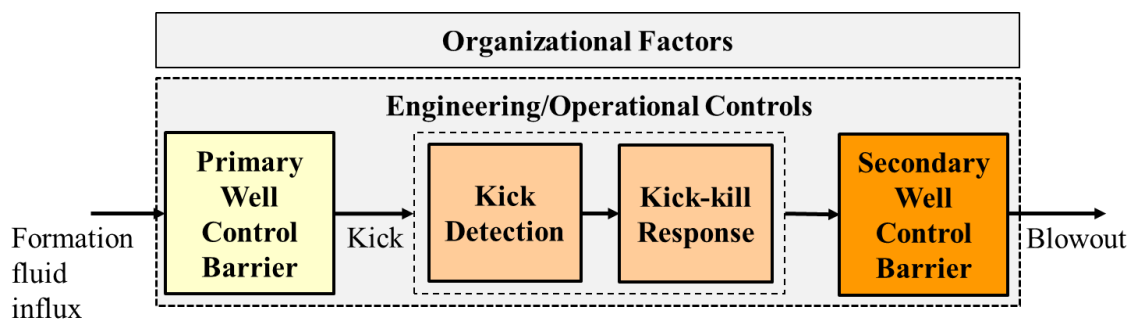 Organizational Factors
Engineering/Operational Controls
Primary
Well
Control
Barrier
Kick
Detection
Kick-kill
Response
Secondary
Well
Control
Barrier
Formation
fluid
influx
Kick
Blowout